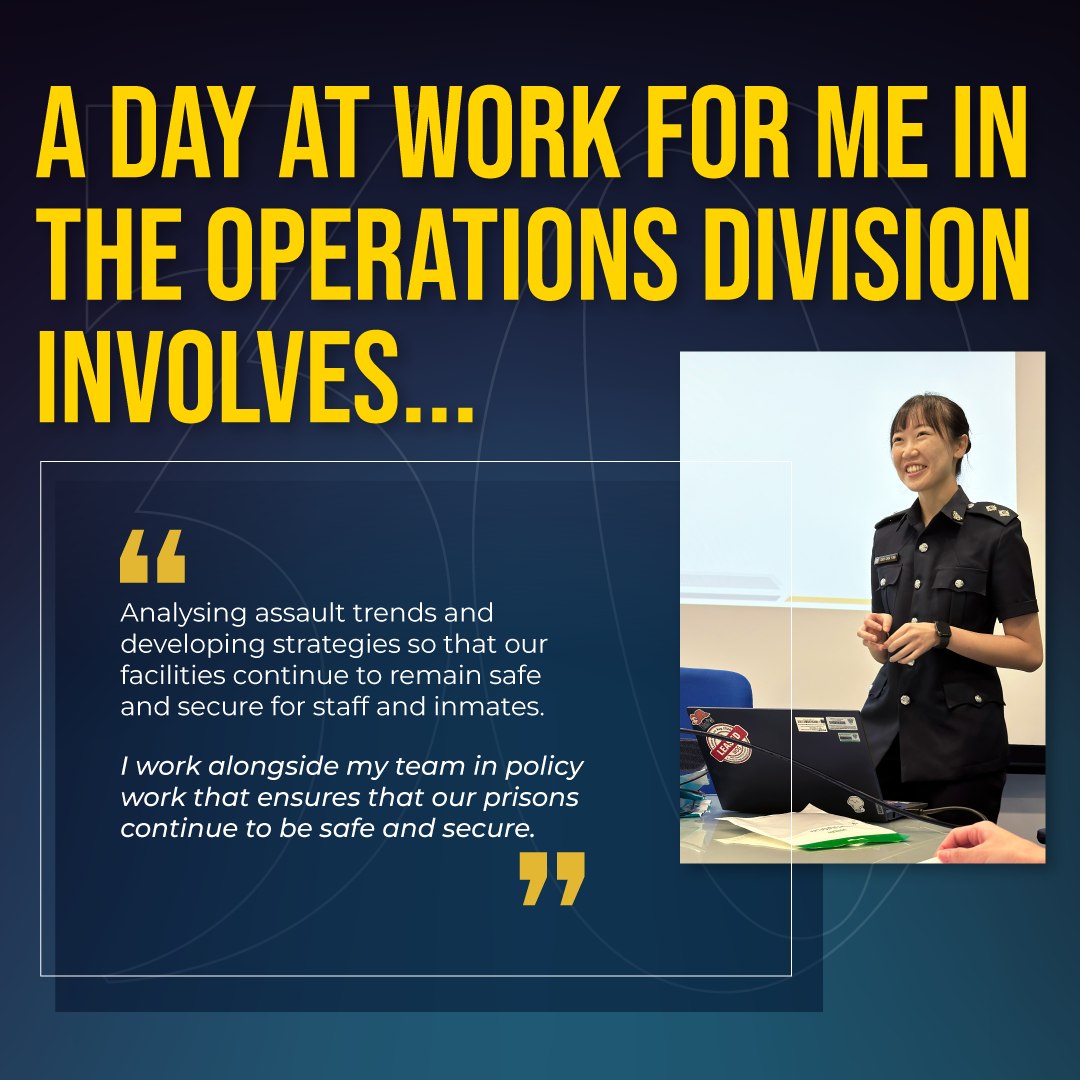 A DAY AT WORK FOR ME IN
THE OPERATIONS DIVISION
INVOLVES...
“
Analysing assault trends and
developing strategies so that our
facilities continue to remain safe
and secure for staff and inmates.
I work alongside my team in policy
work that ensures that our prisons
continue to be safe and secure.
”
LEASED